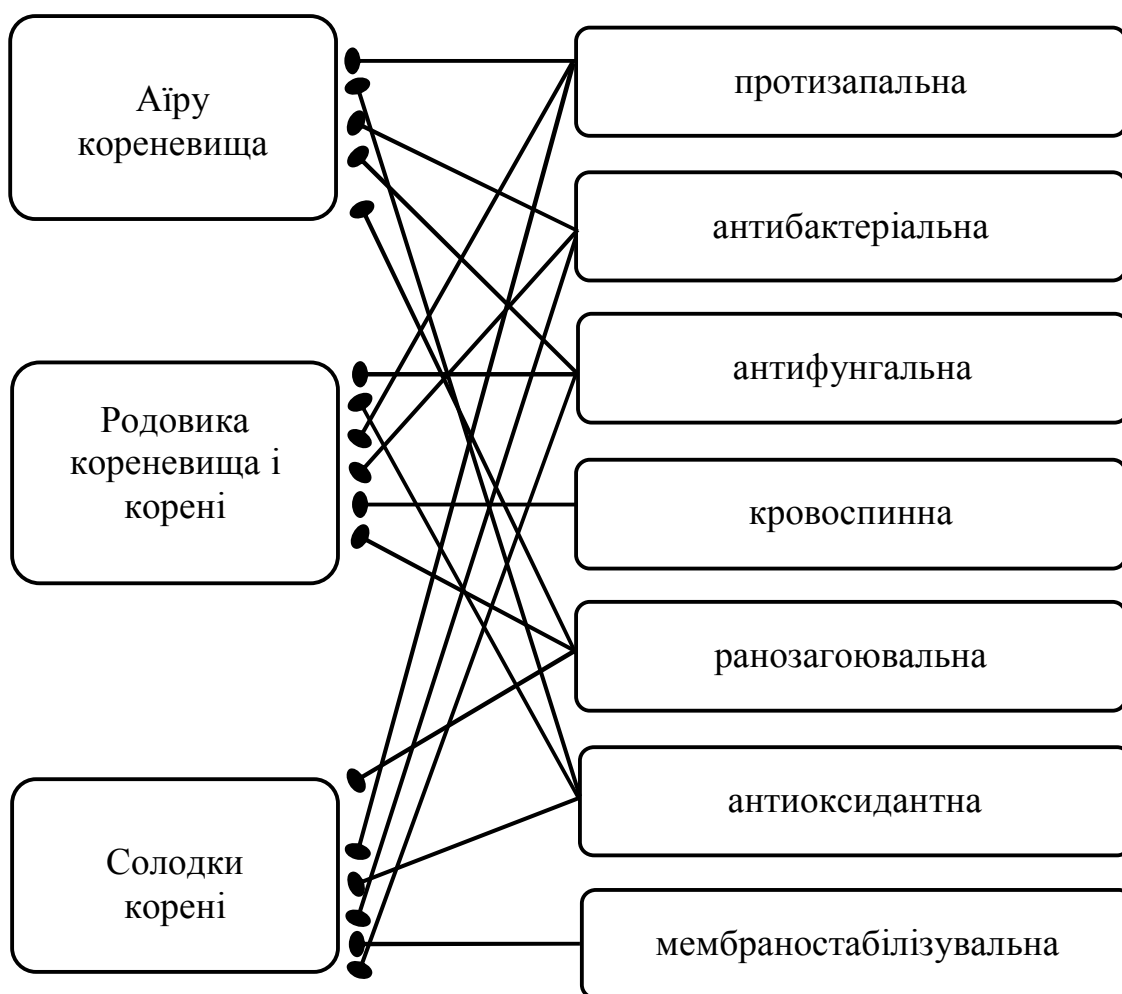 Аїру
кореневища
Родовика
кореневища і
корені
Солодки
корені
протизапальна
антибактеріальна
антифунгальна
кровоспинна
ранозагоювальна
антиоксидантна
мембраностабілізувальна